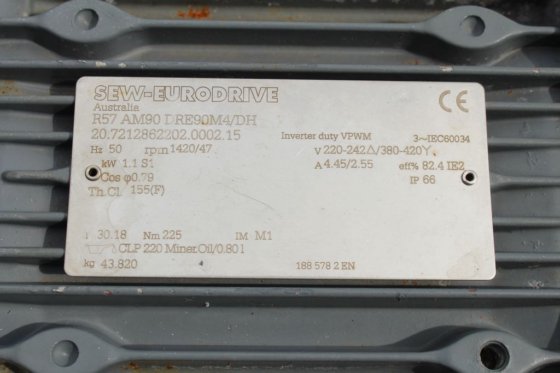 SEW-EURODRIVE
Australia
R57 AM90 DRE90M4/DH
20.7212862202.0002.15 Inverter duty VPWM 3~IEC60034
Hz 50 rpm 1420/47 V 220-242△/380-420Y
kW 1.1 S1 A 4.45/2.55 eff% 82.4 IE2
Cos φ0.79 IP 66
Th.Cl. 155(F)
i 30.18 Nm 225 IM M1
CLP 220 Miner.Oil/0.80 l
kg 43.820 188 578 2 EN
CE